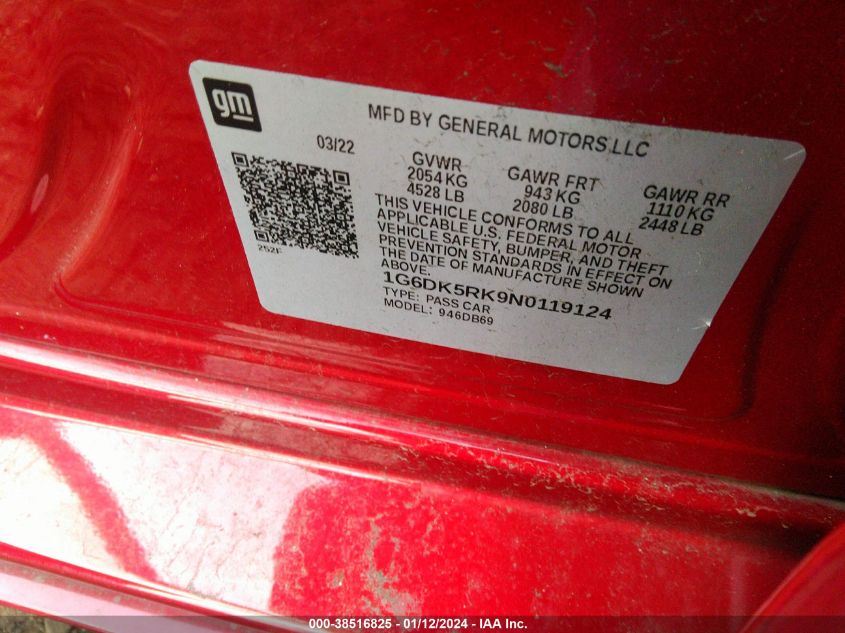 gm
MFD BY GENERAL MOTORS LLC
03/22
GVWR
2054 KG
4528 LB
GAWR FRT
943 KG
2080 LB
GAWR RR
1110 KG
2448 LB
THIS VEHICLE CONFORMS TO ALL
APPLICABLE U.S. FEDERAL MOTOR
VEHICLE SAFETY, BUMPER, AND THEFT
PREVENTION STANDARDS IN EFFECT ON
THE DATE OF MANUFACTURE SHOWN
ABOVE.
252F
1G6DK5RK9N0119124
TYPE: PASS CAR
MODEL: 946DB69
000-38516825 - 01/12/2024 - IAA Inc.